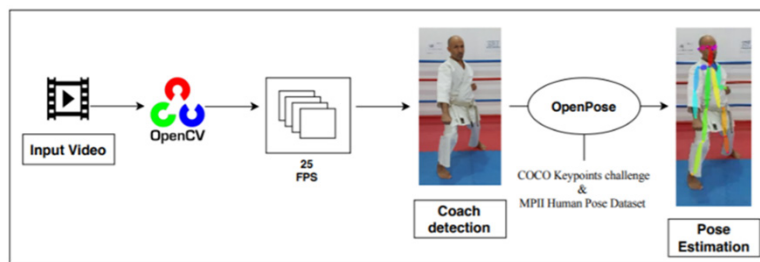 Input Video
OpenCV
25
FPS
Coach
detection
OpenPose
COCO Keypoints challenge
&
MPII Human Pose Dataset
Pose
Estimation